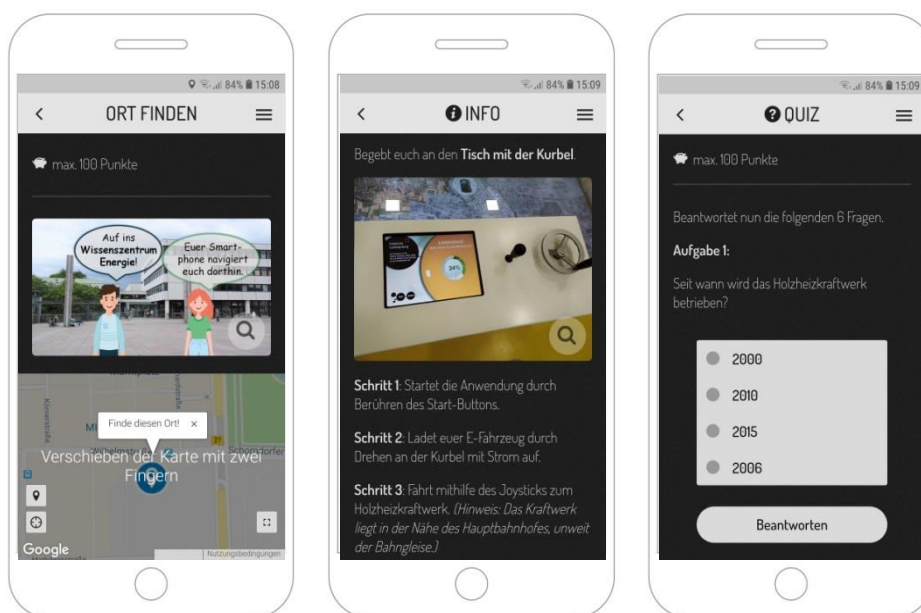 84% 15:08
ORT FINDEN
max. 100 Punkte
Auf ins
Wissenszentrum
Energie!
Euer Smart-
phone navigiert
euch dorthin.
Finde diesen Ort! ×
27
Schorndorfer
Verschieben der Karte mit zwei
Fingern
Google
Nutzungsbedingungen
84% 15:09
INFO
Begebt euch an den Tisch mit der Kurbel.
34%
Schritt 1: Startet die Anwendung durch
Berühren des Start-Buttons.
Schritt 2: Ladet euer E-Fahrzeug durch
Drehen an der Kurbel mit Strom auf.
Schritt 3: Fahrt mithilfe des Joysticks zum
Holzheizkraftwerk. (Hinweis: Das Kraftwerk
liegt in der Nähe des Hauptbahnhofes, unweit
der Bahngleise.)
84% 15:09
QUIZ
max. 100 Punkte
Beantwortet nun die folgenden 6 Fragen.
Aufgabe 1:
Seit wann wird das Holzheizkraftwerk
betrieben?
2000
2010
2015
2006
Beantworten